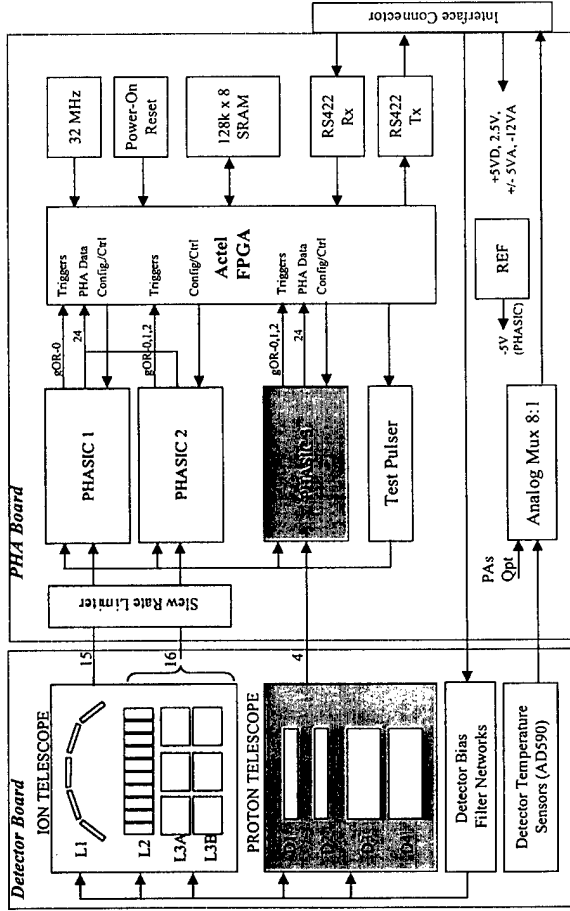 Detector Board
ION TELESCOPE
L1
L2
L3A
L3B
PROTON TELESCOPE
D1
Detector Bias
Filter Networks
Detector Temperature
Sensors (AD590)
15
16
4
PHA Board
Slew Rate Limiter
PHASIC 1
PHASIC 2
PHASIC 3
Test Pulser
gOR-0
24
gOR-0,1,2
gOR-0,1,2
24
Triggers
PHA Data
Config./Ctrl
Triggers
Config/Ctrl
Actel
FPGA
Triggers
PHA Data
Config/Ctrl
32 MHz
Power-On
Reset
128k x 8
SRAM
RS422
Rx
RS422
Tx
Interface Connector
PAs
Qpt
Analog Mux 8:1
-5V
(PHASIC)
REF
+5VD, 2.5V,
+/- 5VA, -12VA